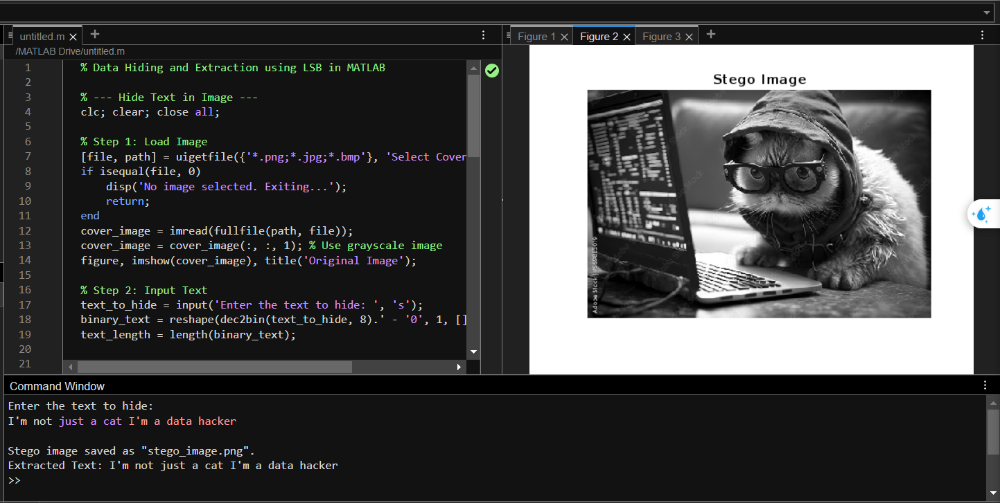 untitled.m
/MATLAB Drive/untitled.m
1 % Data Hiding and Extraction using LSB in MATLAB
2
3 % --- Hide Text in Image ---
4 clc; clear; close all;
5
6 % Step 1: Load Image
7 [file, path] = uigetfile({'*.png;*.jpg;*.bmp'}, 'Select Cover
8 if isequal(file, 0)
9 disp('No image selected. Exiting...');
10 return;
11 end
12 cover_image = imread(fullfile(path, file));
13 cover_image = cover_image(:, :, 1); % Use grayscale image
14 figure, imshow(cover_image), title('Original Image');
15
16 % Step 2: Input Text
17 text_to_hide = input('Enter the text to hide: ', 's');
18 binary_text = reshape(dec2bin(text_to_hide, 8).' - '0', 1, []
19 text_length = length(binary_text);
20
21
Figure 1 Figure 2 Figure 3
Stego Image
Adobe Stock
Command Window
Enter the text to hide:
I'm not just a cat I'm a data hacker
Stego image saved as "stego_image.png".
Extracted Text: I'm not just a cat I'm a data hacker
>>